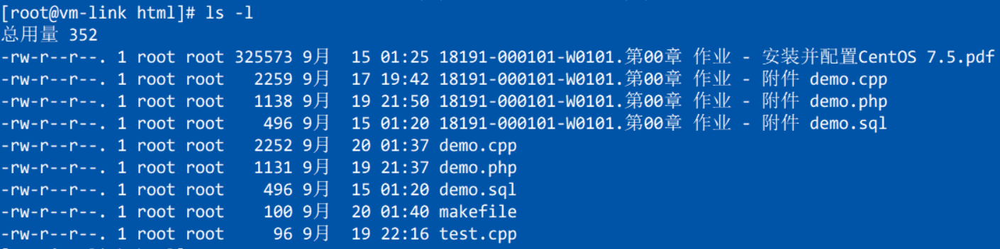 [root@vm-link html]# ls -l
总用量 352
-rw-r--r--. 1 root root 325573 9月  15 01:25 18191-000101-W0101.第00章 作业 - 安装并配置CentOS 7.5.pdf
-rw-r--r--. 1 root root   2259 9月  17 19:42 18191-000101-W0101.第00章 作业 - 附件 demo.cpp
-rw-r--r--. 1 root root   1138 9月  19 21:50 18191-000101-W0101.第00章 作业 - 附件 demo.php
-rw-r--r--. 1 root root    496 9月  15 01:20 18191-000101-W0101.第00章 作业 - 附件 demo.sql
-rw-r--r--. 1 root root   2252 9月  20 01:37 demo.cpp
-rw-r--r--. 1 root root   1131 9月  19 21:37 demo.php
-rw-r--r--. 1 root root    496 9月  15 01:20 demo.sql
-rw-r--r--. 1 root root    100 9月  20 01:40 makefile
-rw-r--r--. 1 root root     96 9月  19 22:16 test.cpp